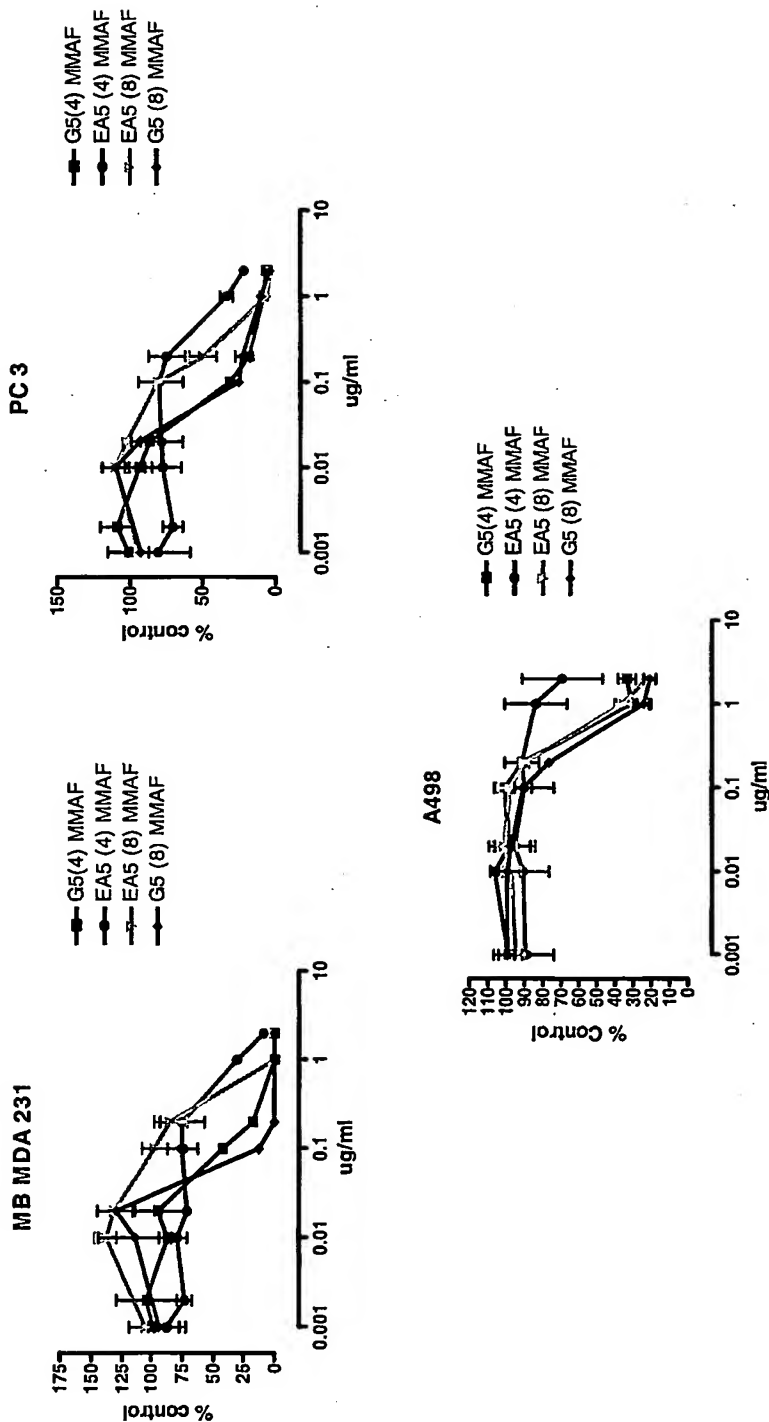 MB MDA 231
% control
175
150
125
100
75
50
25
0
0.001
0.01
0.1
1
10
ug/ml
G5(4) MMAF
EA5 (4) MMAF
EA5 (8) MMAF
G5 (8) MMAF
PC 3
% control
150
100
50
0
0.001
0.01
0.1
1
10
ug/ml
G5(4) MMAF
EA5 (4) MMAF
EA5 (8) MMAF
G5 (8) MMAF
A498
% Control
120
110
100
90
80
70
60
50
40
30
20
10
0
0.001
0.01
0.1
1
10
ug/ml
G5(4) MMAF
EA5 (4) MMAF
EA5 (8) MMAF
G5 (8) MMAF